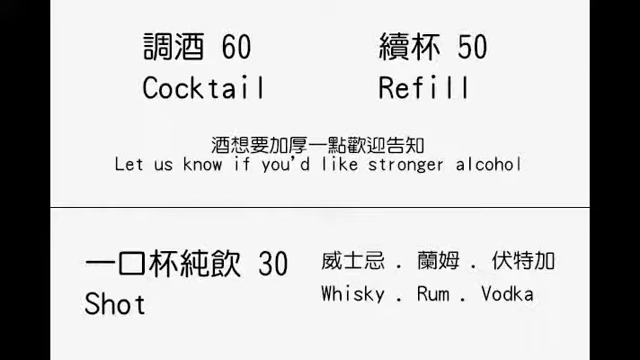 調酒 60
Cocktail
續杯 50
Refill
酒想要加厚一點歡迎告知
Let us know if you'd like stronger alcohol
一口杯純飲 30
Shot
威士忌 . 蘭姆 . 伏特加
Whisky . Rum . Vodka